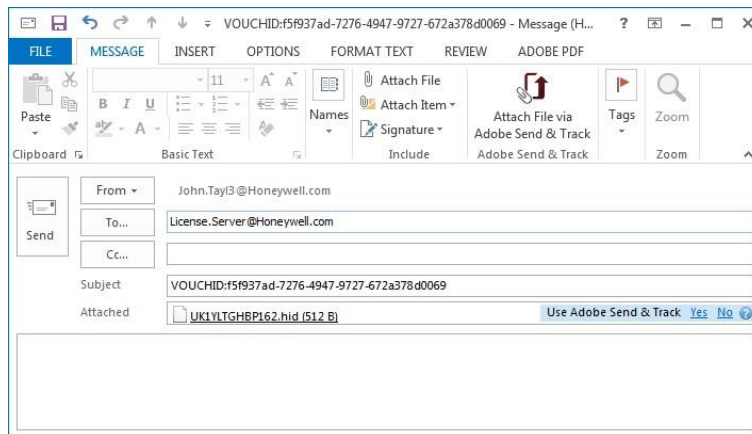 VOUCHID:f5f937ad-7276-4947-9727-672a378d0069 - Message (H... ?
FILE MESSAGE INSERT OPTIONS FORMAT TEXT REVIEW ADOBE PDF
Paste
11 A A
B I U
ab A
Names
Attach File
Attach Item
Signature
Attach File via
Adobe Send & Track
Tags
Zoom
Clipboard Basic Text Include Adobe Send & Track Zoom
Send
From John.Tayl3@Honeywell.com
To... License.Server@Honeywell.com
Cc...
Subject VOUCHID:f5f937ad-7276-4947-9727-672a378d0069
Attached UK1YLTGHBP162.hid (512 B) Use Adobe Send & Track Yes No ?